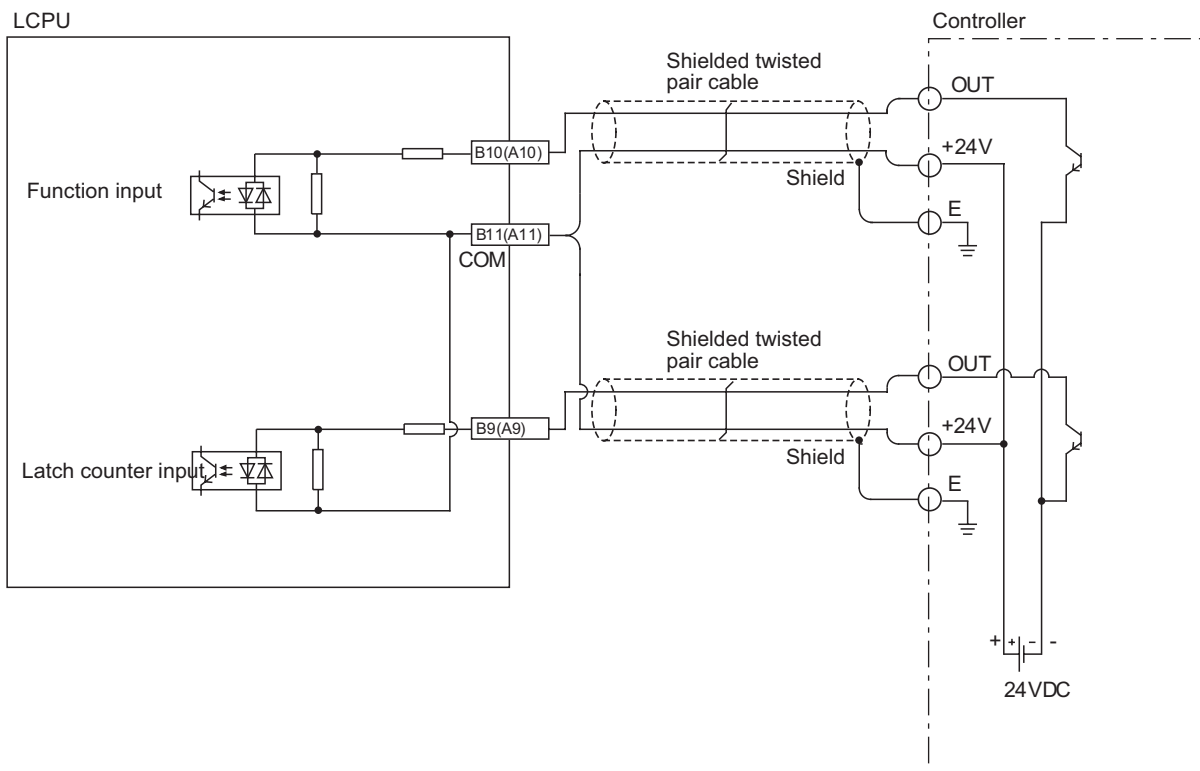 LCPU
Controller
Shielded twisted
pair cable
OUT
B10(A10)
+24V
Function input
Shield
E
B11(A11)
COM
Shielded twisted
pair cable
OUT
B9(A9)
+24V
Latch counter input
Shield
E
+ + - -
24VDC